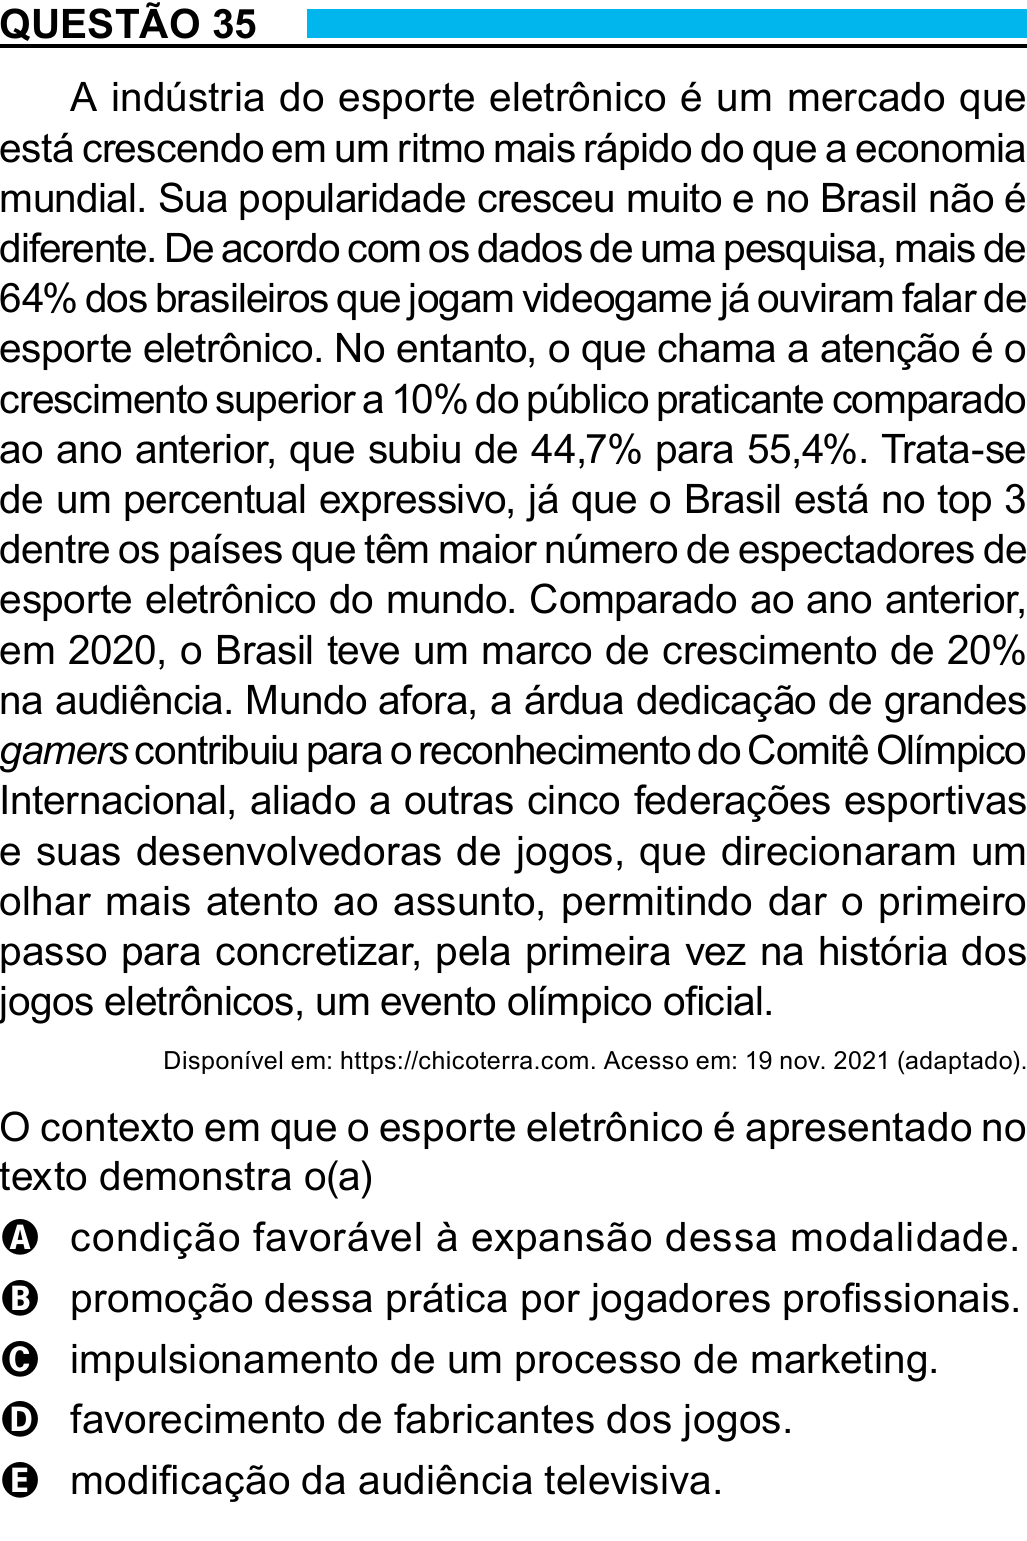 QUESTÃO 35
A indústria do esporte eletrônico é um mercado que
está crescendo em um ritmo mais rápido do que a economia
mundial. Sua popularidade cresceu muito e no Brasil não é
diferente. De acordo com os dados de uma pesquisa, mais de
64% dos brasileiros que jogam videogame já ouviram falar de
esporte eletrônico. No entanto, o que chama a atenção é o
crescimento superior a 10% do público praticante comparado
ao ano anterior, que subiu de 44,7% para 55,4%. Trata-se
de um percentual expressivo, já que o Brasil está no top 3
dentre os países que têm maior número de espectadores de
esporte eletrônico do mundo. Comparado ao ano anterior,
em 2020, o Brasil teve um marco de crescimento de 20%
na audiência. Mundo afora, a árdua dedicação de grandes
gamers contribuiu para o reconhecimento do Comitê Olímpico
Internacional, aliado a outras cinco federações esportivas
e suas desenvolvedoras de jogos, que direcionaram um
olhar mais atento ao assunto, permitindo dar o primeiro
passo para concretizar, pela primeira vez na história dos
jogos eletrônicos, um evento olímpico oficial.
Disponível em: https://chicoterra.com. Acesso em: 19 nov. 2021 (adaptado).
O contexto em que o esporte eletrônico é apresentado no
texto demonstra o(a)
A condição favorável à expansão dessa modalidade.
B promoção dessa prática por jogadores profissionais.
C impulsionamento de um processo de marketing.
D favorecimento de fabricantes dos jogos.
E modificação da audiência televisiva.